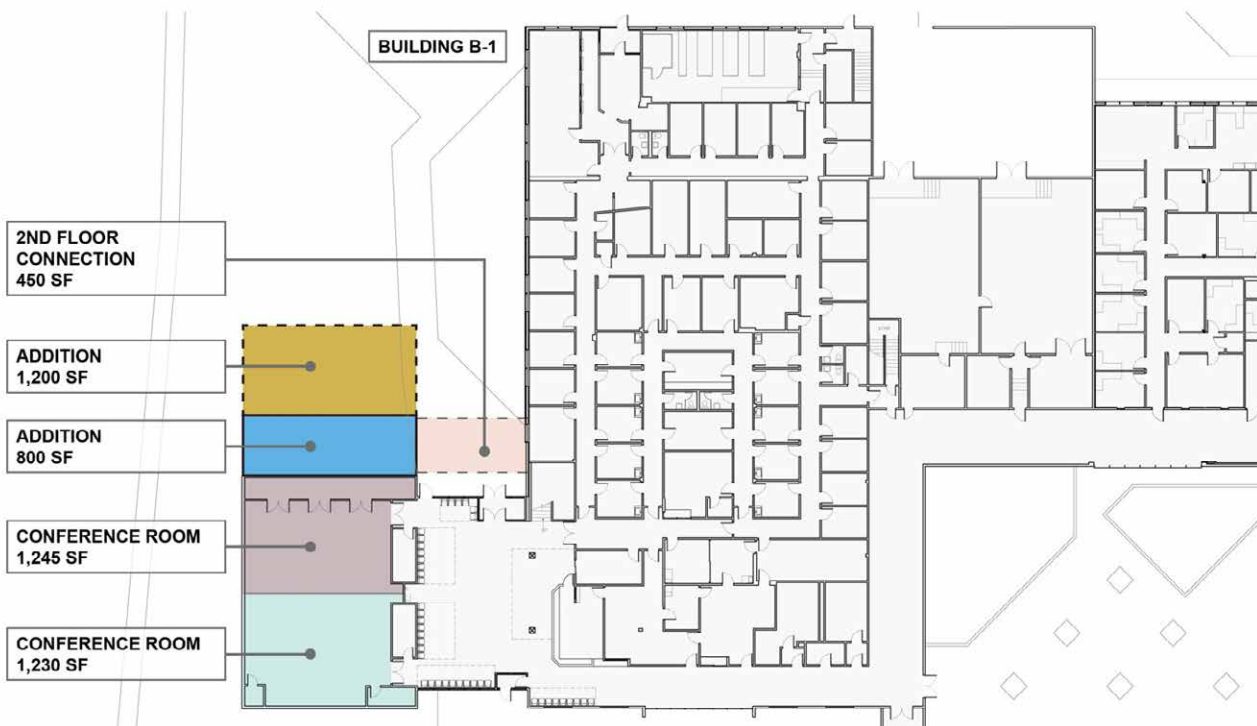 BUILDING B-1
2ND FLOOR
CONNECTION
450 SF
ADDITION
1,200 SF
ADDITION
800 SF
CONFERENCE ROOM
1,245 SF
CONFERENCE ROOM
1,230 SF